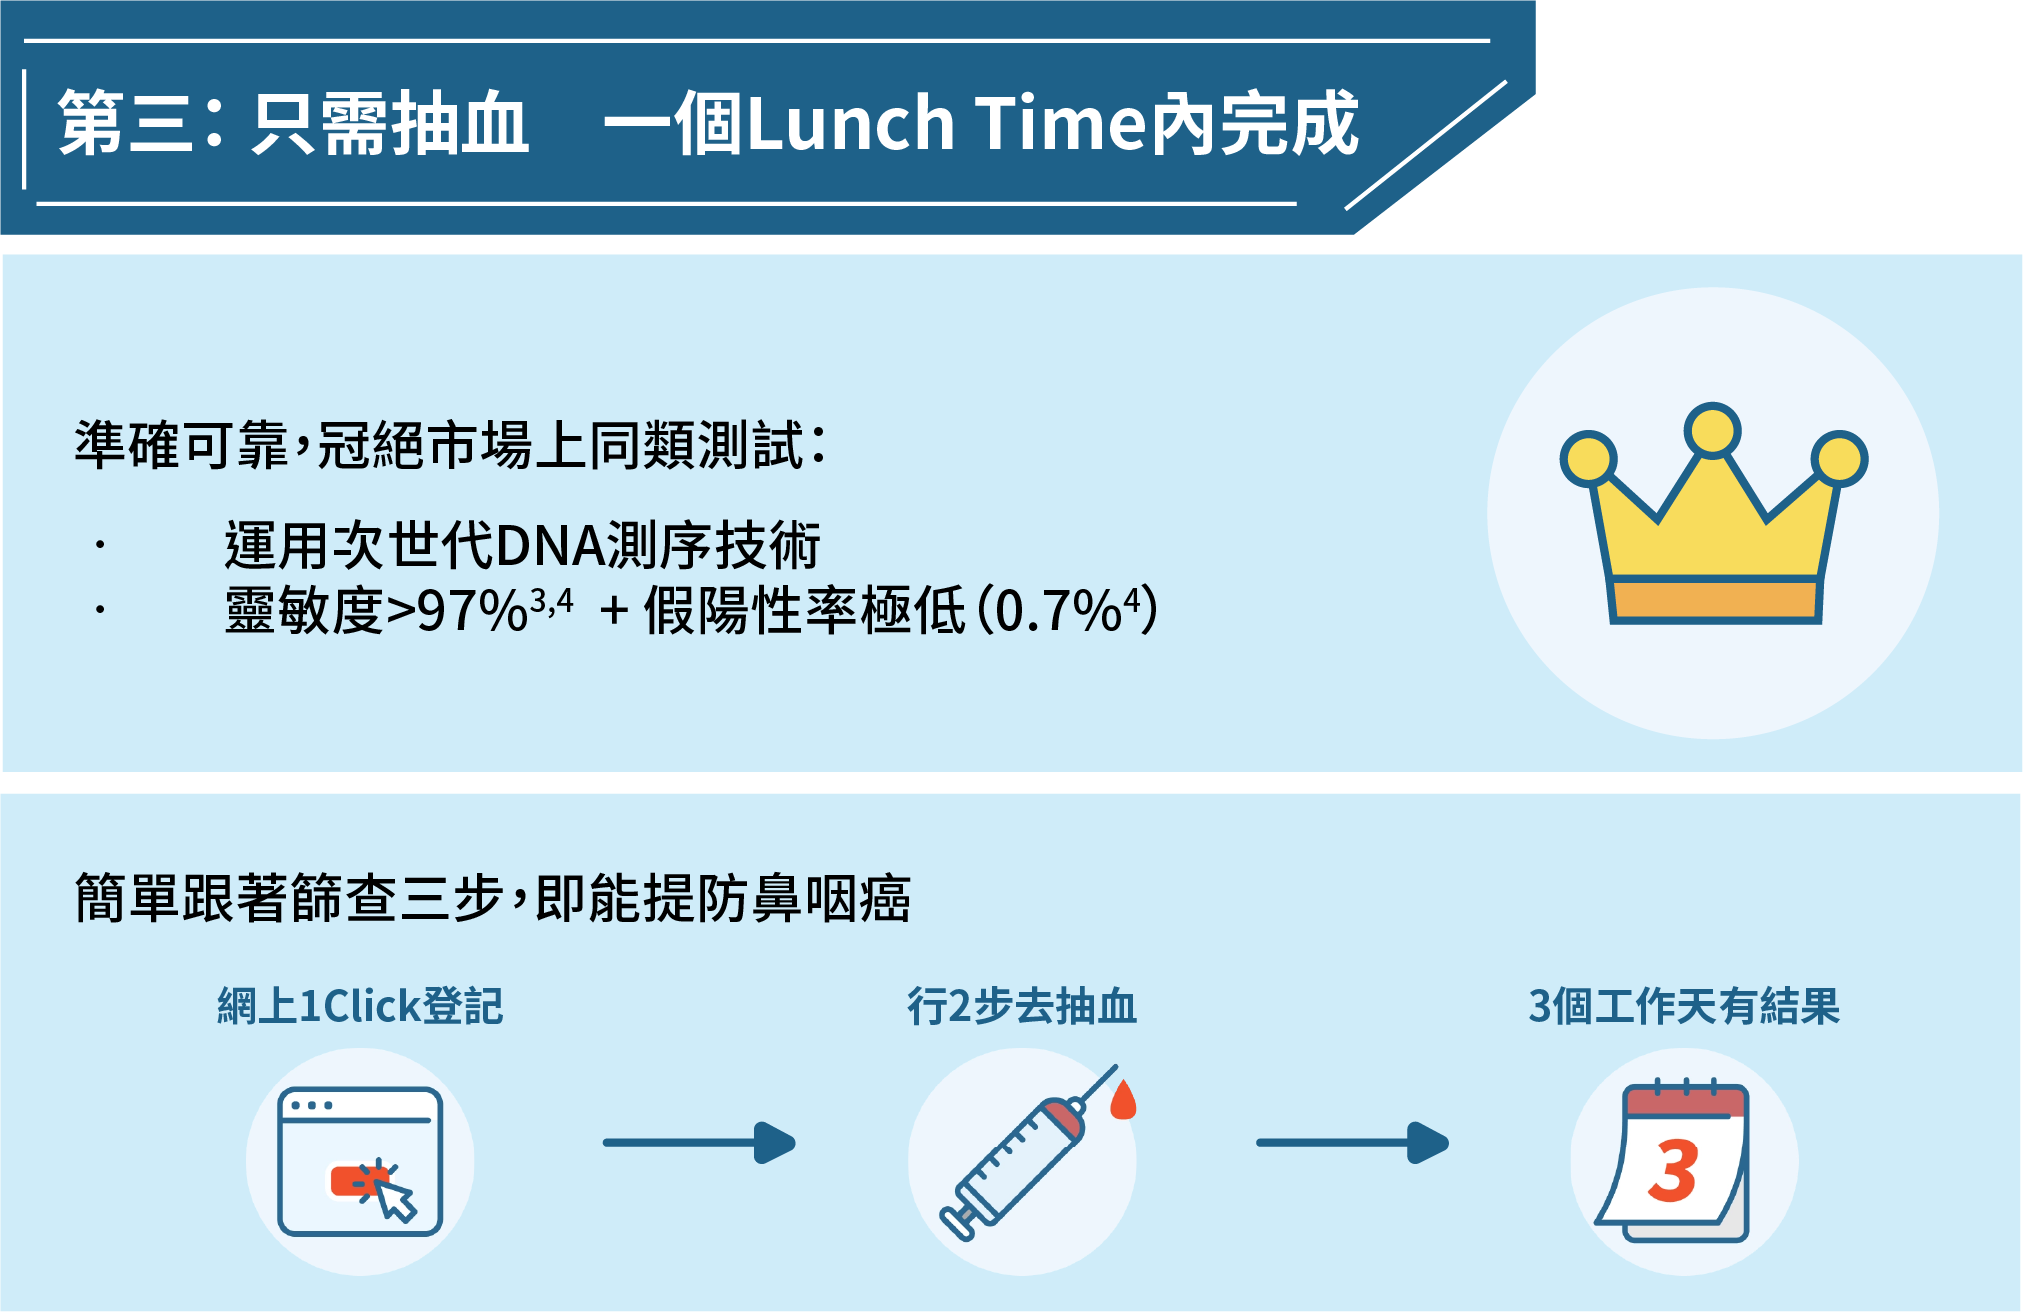 第三：只需抽血　一個Lunch Time內完成
準確可靠，冠絕市場上同類測試：
· 運用次世代DNA測序技術
· 靈敏度>97%³,⁴ + 假陽性率極低（0.7%⁴）
簡單跟著篩查三步，即能提防鼻咽癌
網上1Click登記
行2步去抽血
3個工作天有結果
3